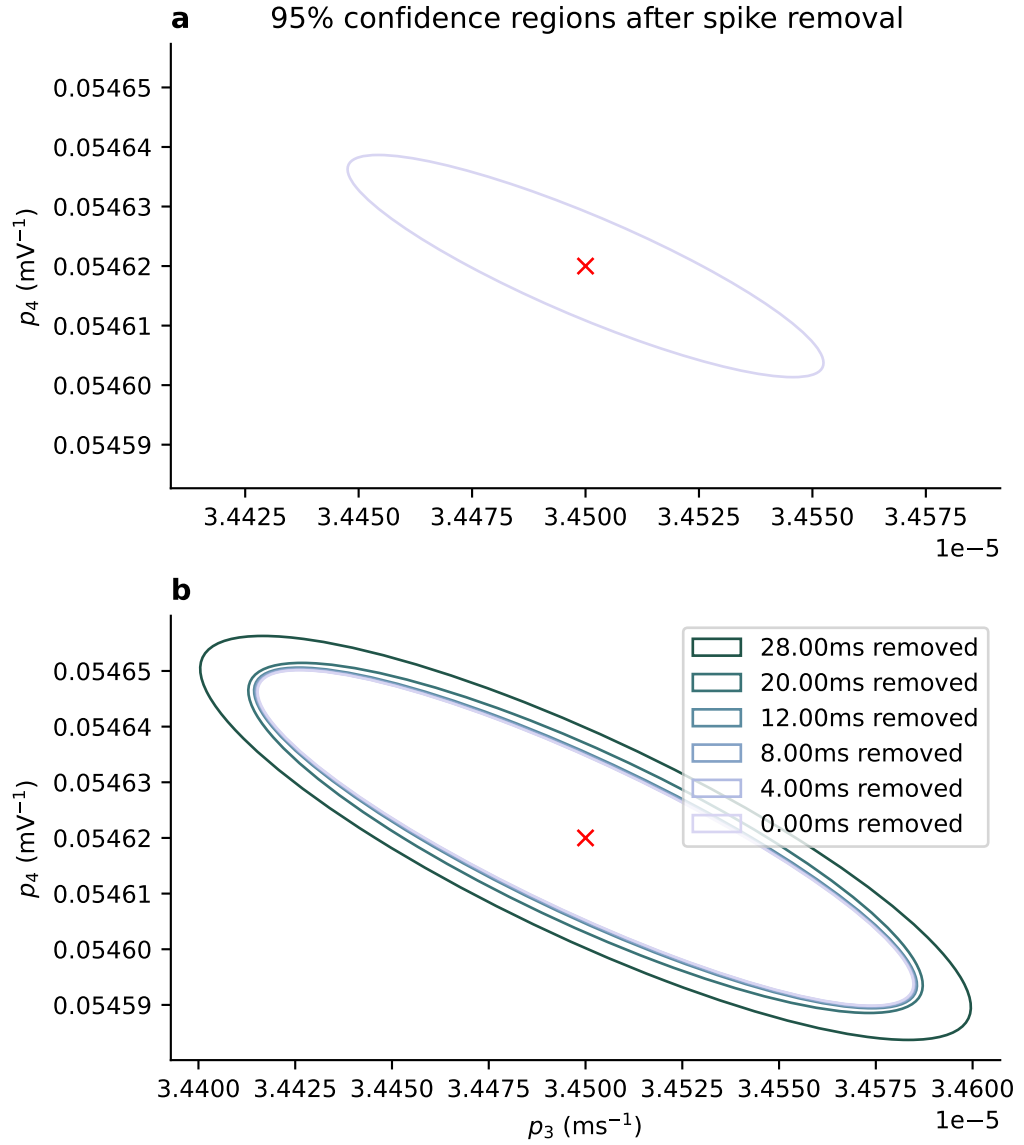 a
95% confidence regions after spike removal
0.05465
0.05464
0.05463
0.05462
0.05461
0.05460
0.05459
p₄ (mV⁻¹)
3.4425 3.4450 3.4475 3.4500 3.4525 3.4550 3.4575
1e−5
b
28.00ms removed
20.00ms removed
12.00ms removed
8.00ms removed
4.00ms removed
0.00ms removed
0.05465
0.05464
0.05463
0.05462
0.05461
0.05460
0.05459
p₄ (mV⁻¹)
3.4400 3.4425 3.4450 3.4475 3.4500 3.4525 3.4550 3.4575 3.4600
1e−5
p₃ (ms⁻¹)